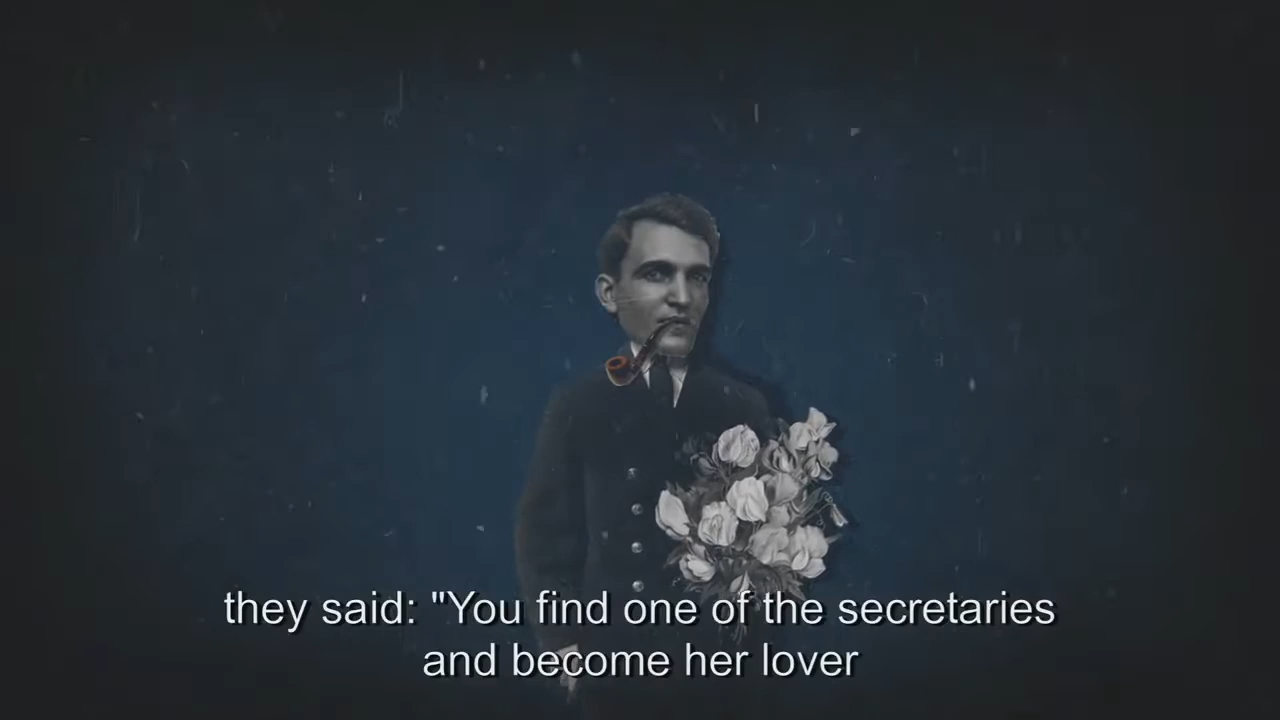 they said: "You find one of the secretaries
and become her lover